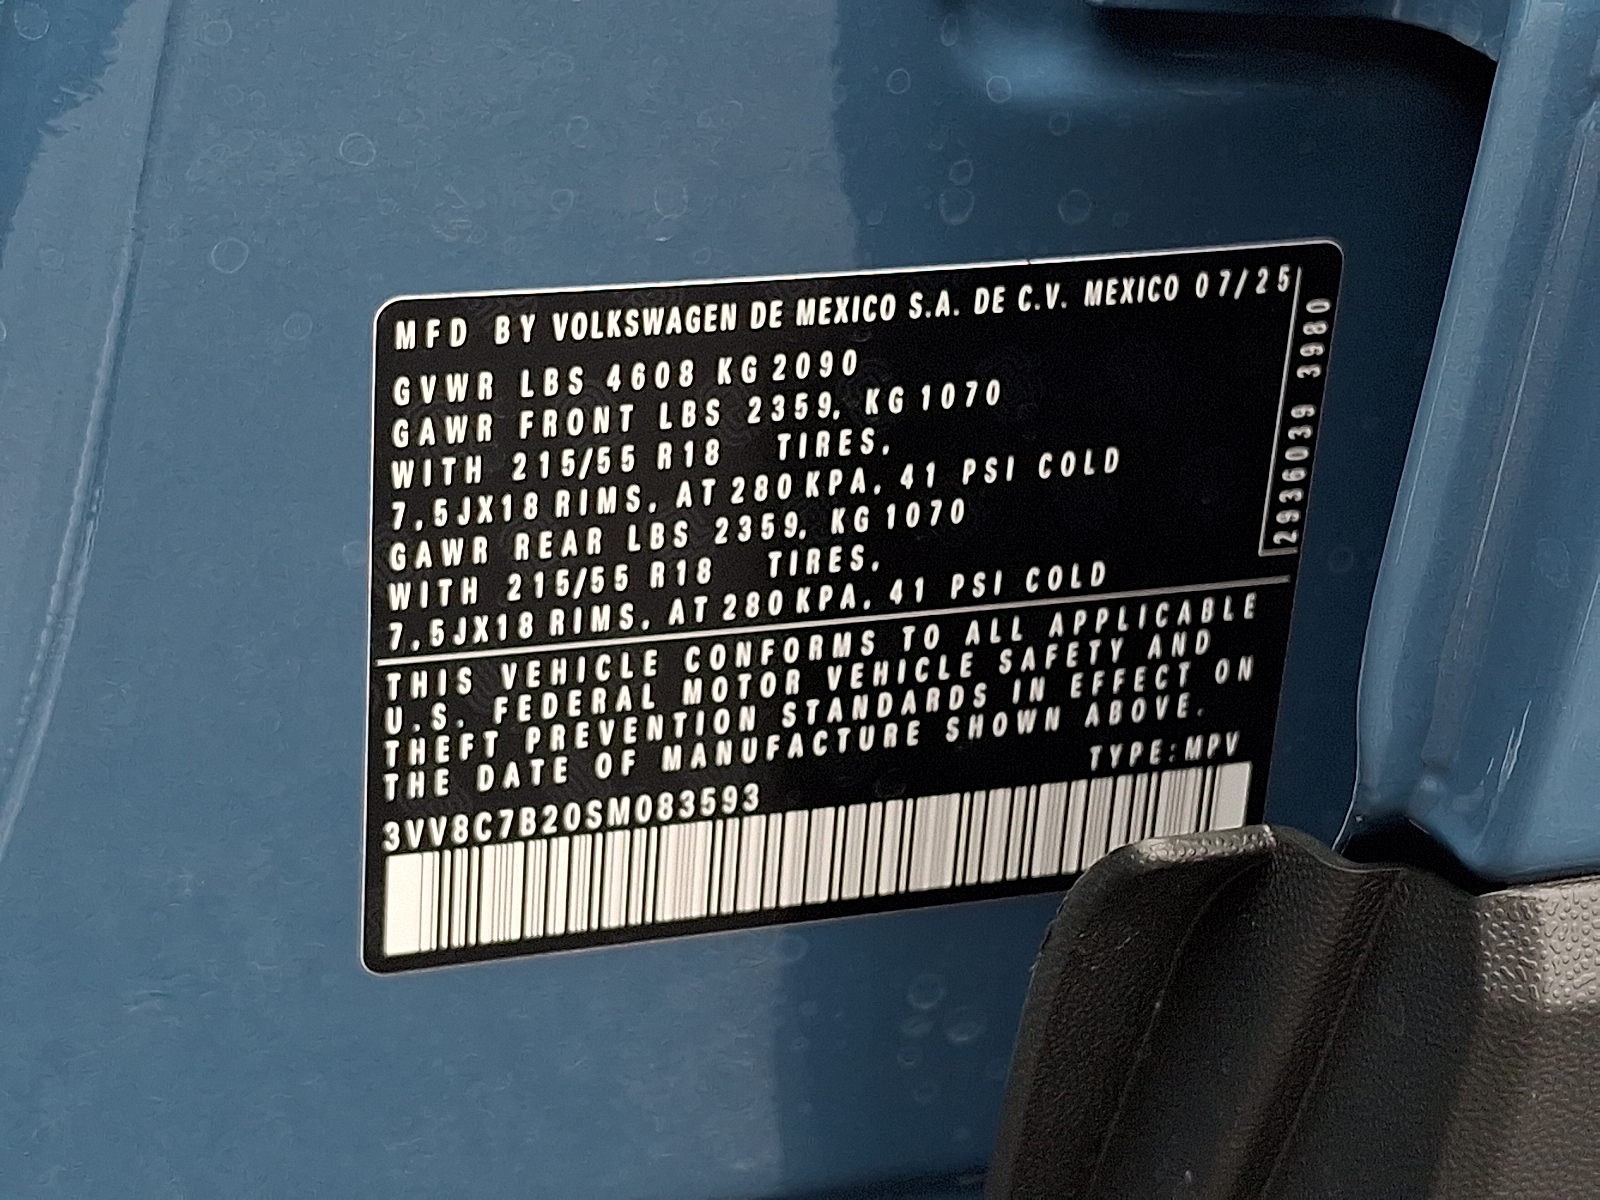 MFD BY VOLKSWAGEN DE MEXICO S.A. DE C.V. MEXICO 07/25
GVWR LBS 4608 KG 2090
GAWR FRONT LBS 2359, KG 1070
WITH 215/55 R18 TIRES,
7,5JX18 RIMS, AT 280 KPA, 41 PSI COLD
GAWR REAR LBS 2359, KG 1070
WITH 215/55 R18 TIRES,
7,5JX18 RIMS, AT 280 KPA, 41 PSI COLD
2936039 3980
THIS VEHICLE CONFORMS TO ALL APPLICABLE
U.S. FEDERAL MOTOR VEHICLE SAFETY AND
THEFT PREVENTION STANDARDS IN EFFECT ON
THE DATE OF MANUFACTURE SHOWN ABOVE.
TYPE: MPV
3VV8C7B20SM083593